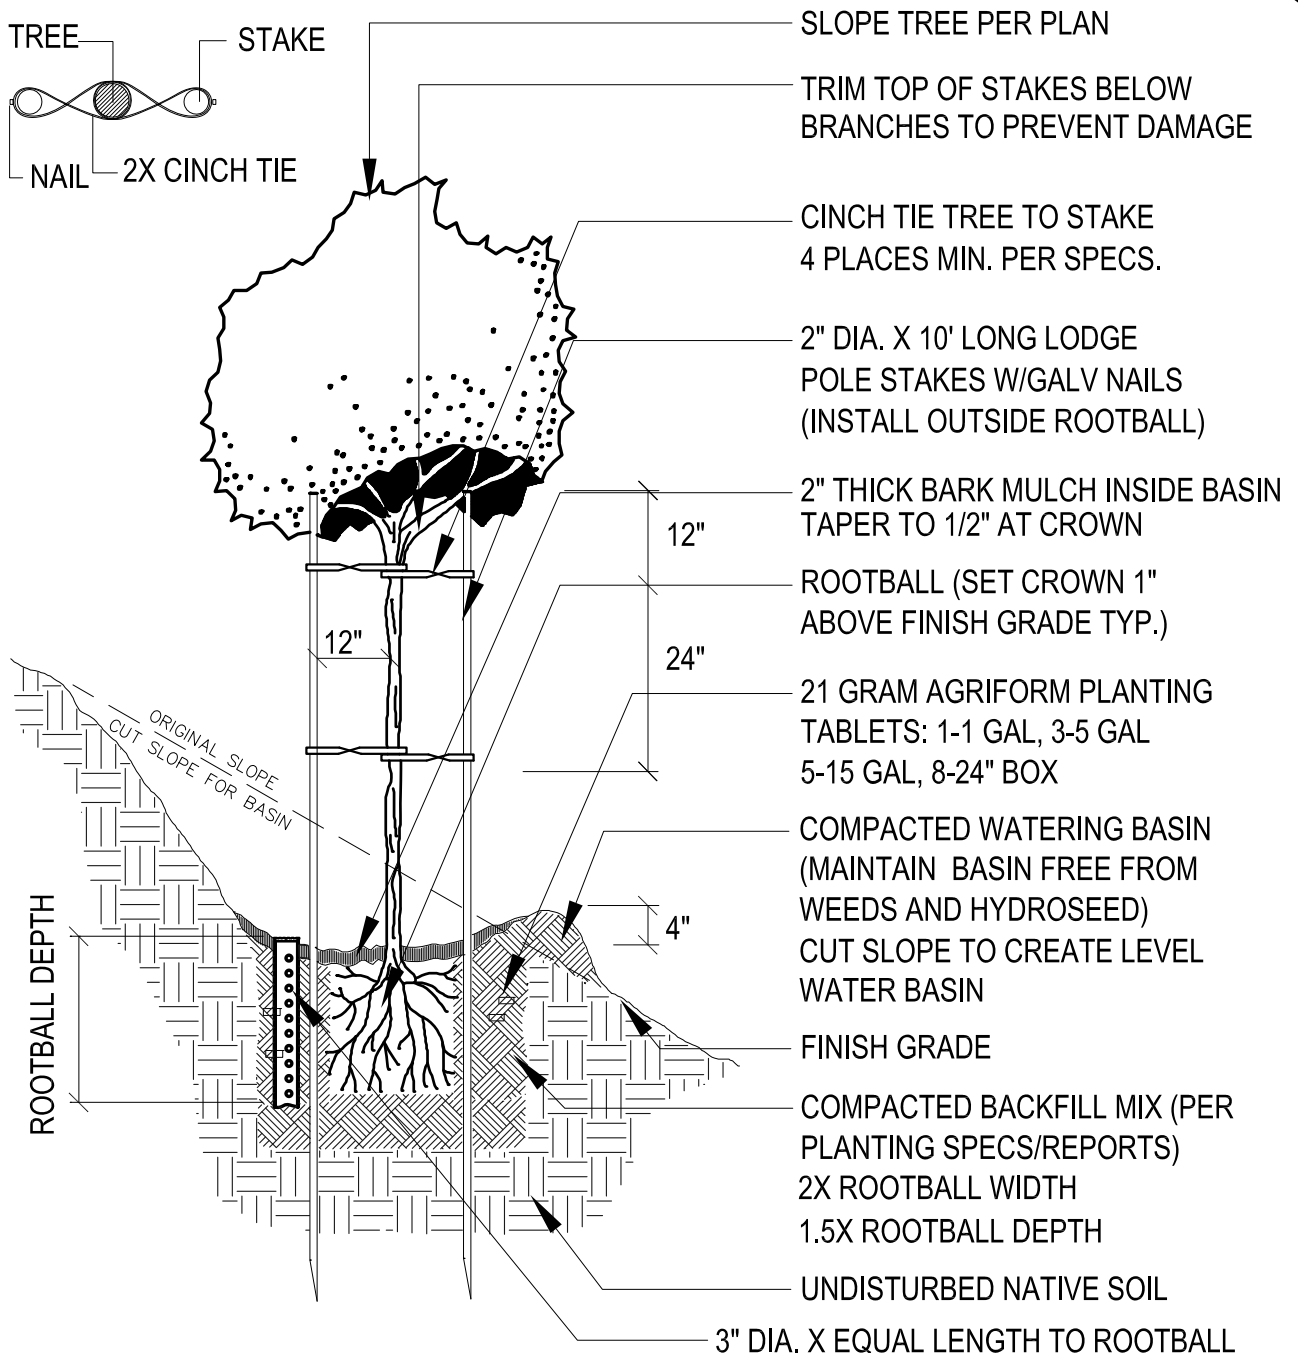 TREE
STAKE
NAIL
2X CINCH TIE
SLOPE TREE PER PLAN
TRIM TOP OF STAKES BELOW
BRANCHES TO PREVENT DAMAGE
CINCH TIE TREE TO STAKE
4 PLACES MIN. PER SPECS.
2" DIA. X 10' LONG LODGE
POLE STAKES W/GALV NAILS
(INSTALL OUTSIDE ROOTBALL)
2" THICK BARK MULCH INSIDE BASIN
TAPER TO 1/2" AT CROWN
12"
ROOTBALL (SET CROWN 1"
ABOVE FINISH GRADE TYP.)
12"
24"
21 GRAM AGRIFORM PLANTING
TABLETS: 1-1 GAL, 3-5 GAL
5-15 GAL, 8-24" BOX
ORIGINAL SLOPE
CUT SLOPE FOR BASIN
COMPACTED WATERING BASIN
(MAINTAIN BASIN FREE FROM
WEEDS AND HYDROSEED)
CUT SLOPE TO CREATE LEVEL
WATER BASIN
4"
ROOTBALL DEPTH
FINISH GRADE
COMPACTED BACKFILL MIX (PER
PLANTING SPECS/REPORTS)
2X ROOTBALL WIDTH
1.5X ROOTBALL DEPTH
UNDISTURBED NATIVE SOIL
3" DIA. X EQUAL LENGTH TO ROOTBALL